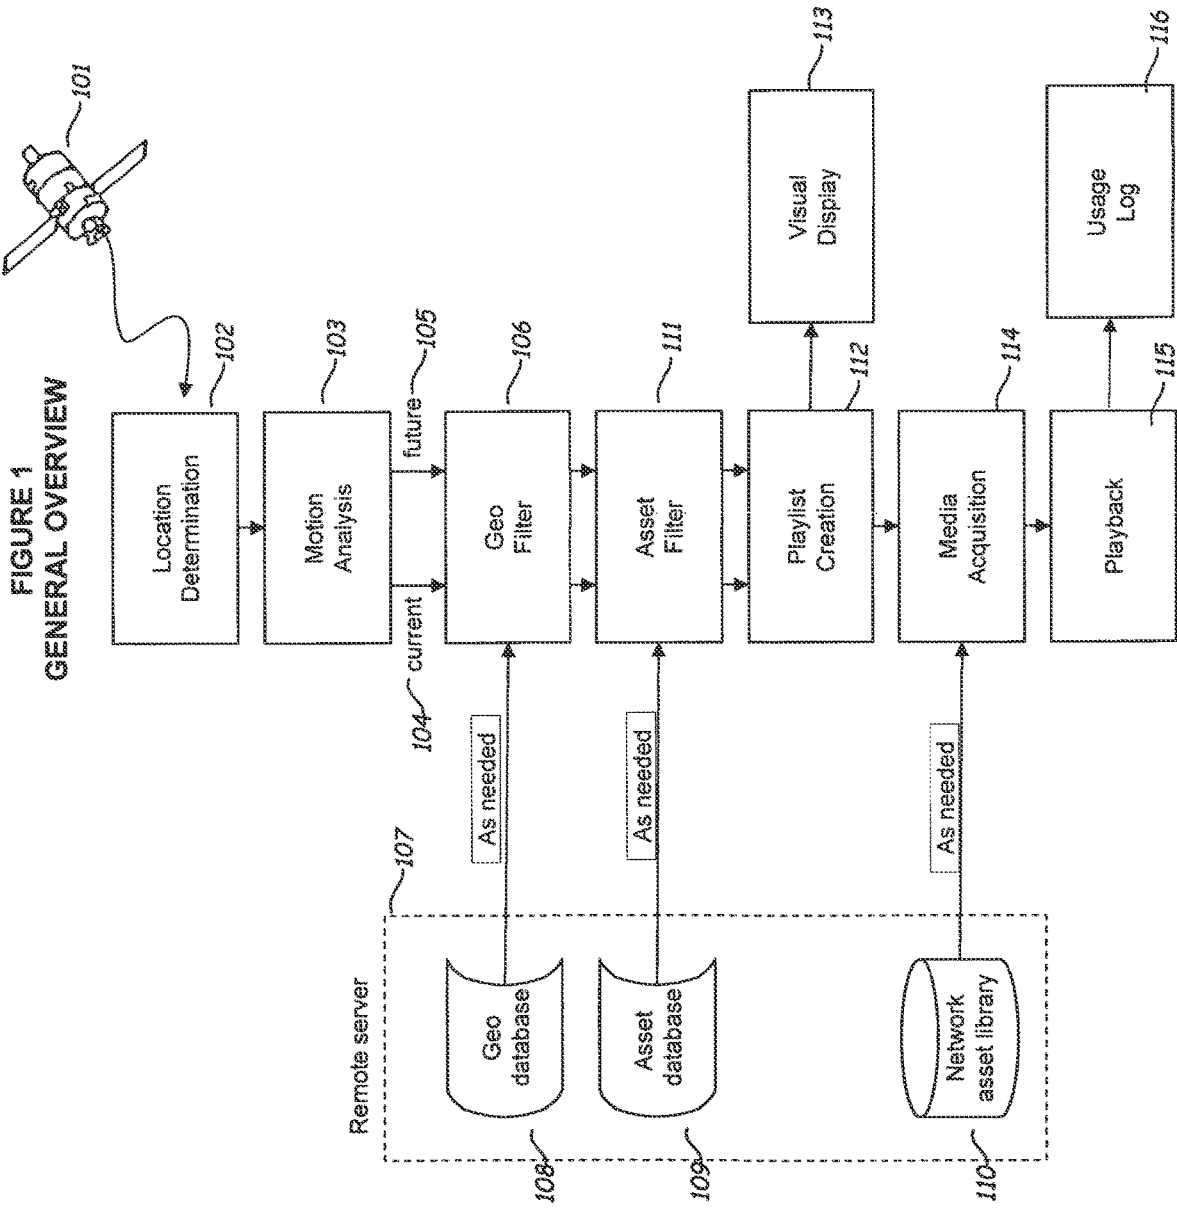 FIGURE 1
GENERAL OVERVIEW
101
Location
Determination
102
Motion
Analysis
103
104
current
future
105
Geo
Filter
106
Remote server
107
Geo
database
108
As needed
Asset
database
109
As needed
Asset
Filter
111
Playlist
Creation
112
Visual
Display
113
Network
asset library
110
As needed
Media
Acquisition
114
Playback
115
Usage
Log
116